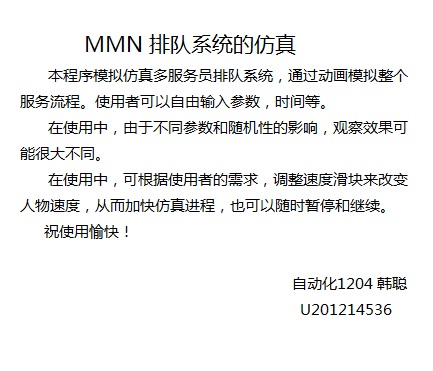 MMN 排队系统的仿真
本程序模拟仿真多服务员排队系统，通过动画模拟整个
服务流程。使用者可以自由输入参数，时间等。
在使用中，由于不同参数和随机性的影响，观察效果可
能很大不同。
在使用中，可根据使用者的需求，调整速度滑块来改变
人物速度，从而加快仿真进程，也可以随时暂停和继续。
祝使用愉快！
自动化1204 韩聪
U201214536